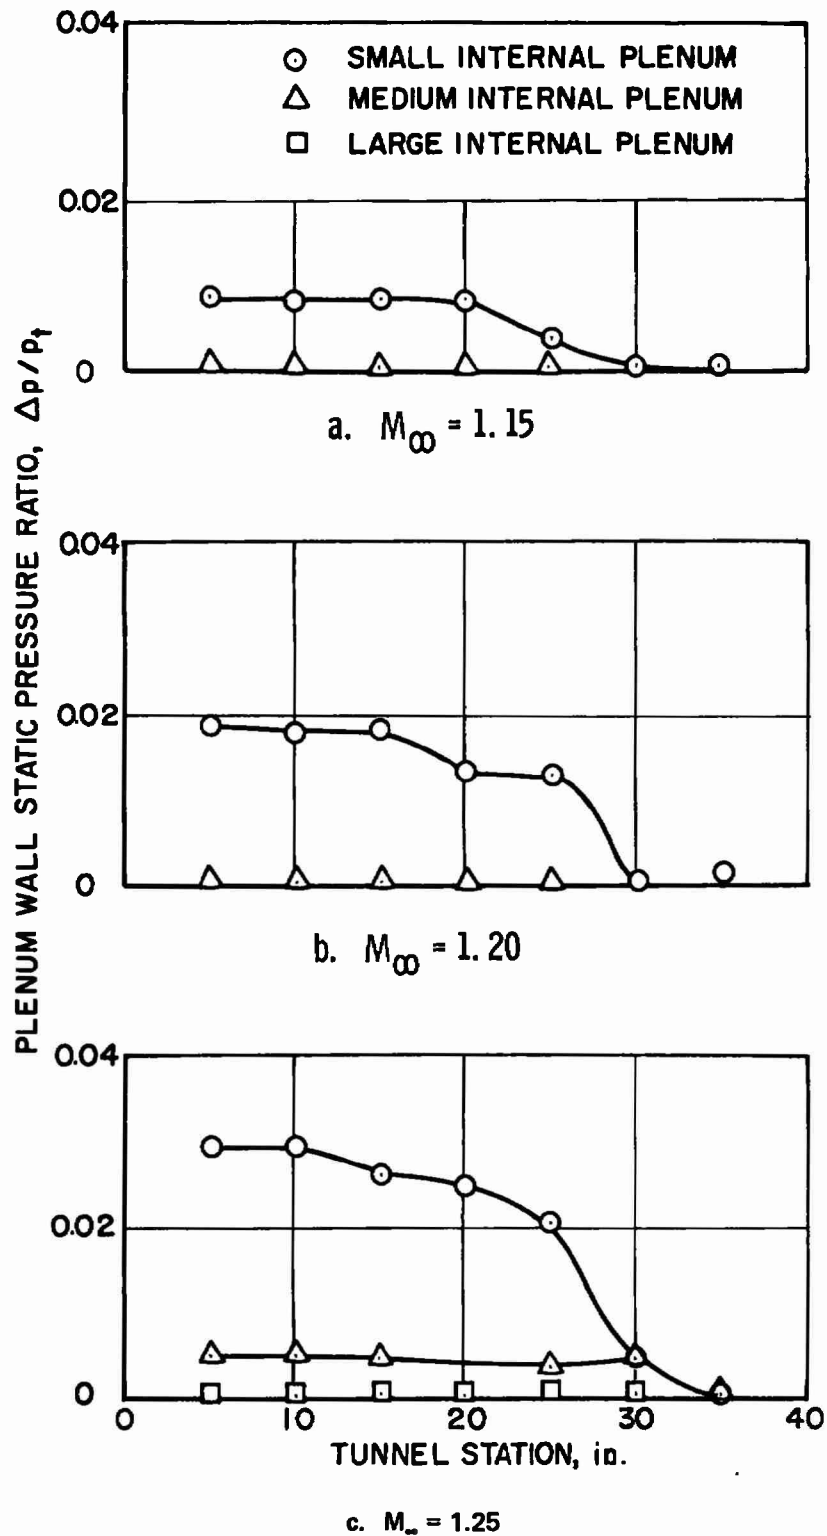 PLENUM WALL STATIC PRESSURE RATIO, Δp/pₜ
0.04
SMALL INTERNAL PLENUM
MEDIUM INTERNAL PLENUM
LARGE INTERNAL PLENUM
0.02
0
a. M∞ = 1.15
0.04
0.02
0
b. M∞ = 1.20
0.04
0.02
0
0 10 20 30 40
TUNNEL STATION, in.
c. M∞ = 1.25